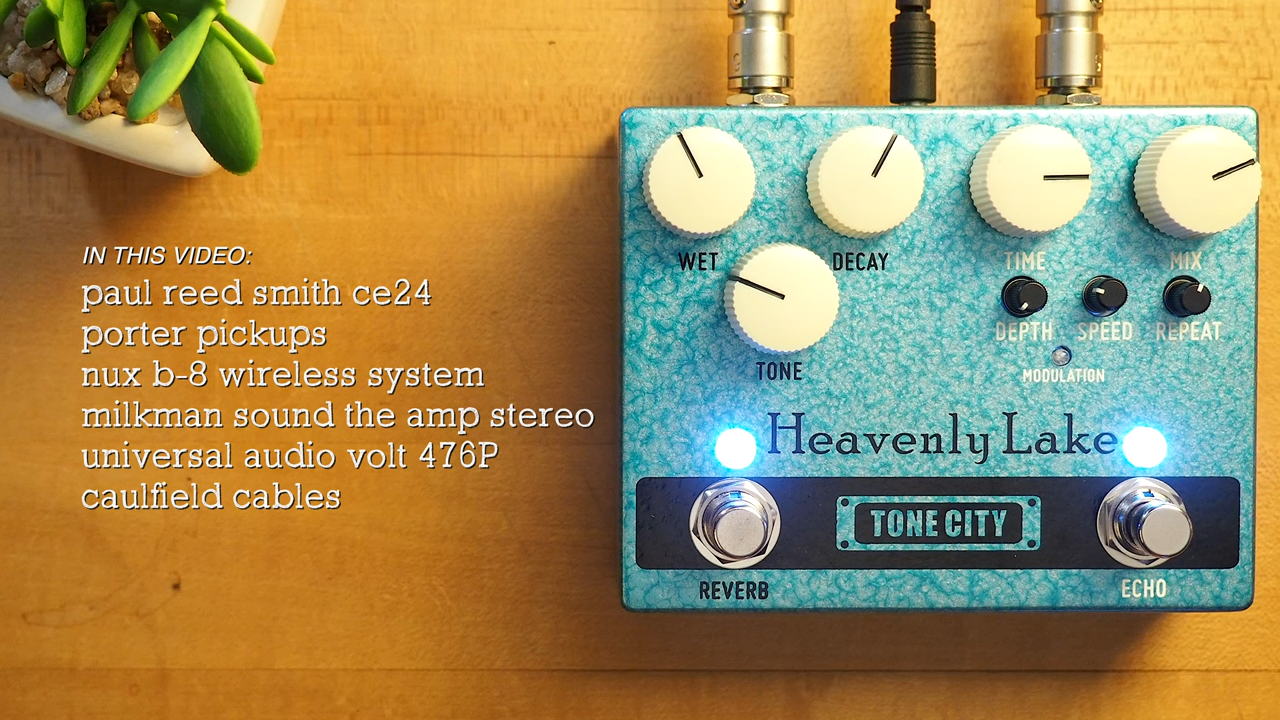 IN THIS VIDEO:
paul reed smith ce24
porter pickups
nux b-8 wireless system
milkman sound the amp stereo
universal audio volt 476P
caulfield cables
WET
DECAY
TIME
MIX
TONE
DEPTH
SPEED
REPEAT
MODULATION
Heavenly Lake
TONE CITY
REVERB
ECHO